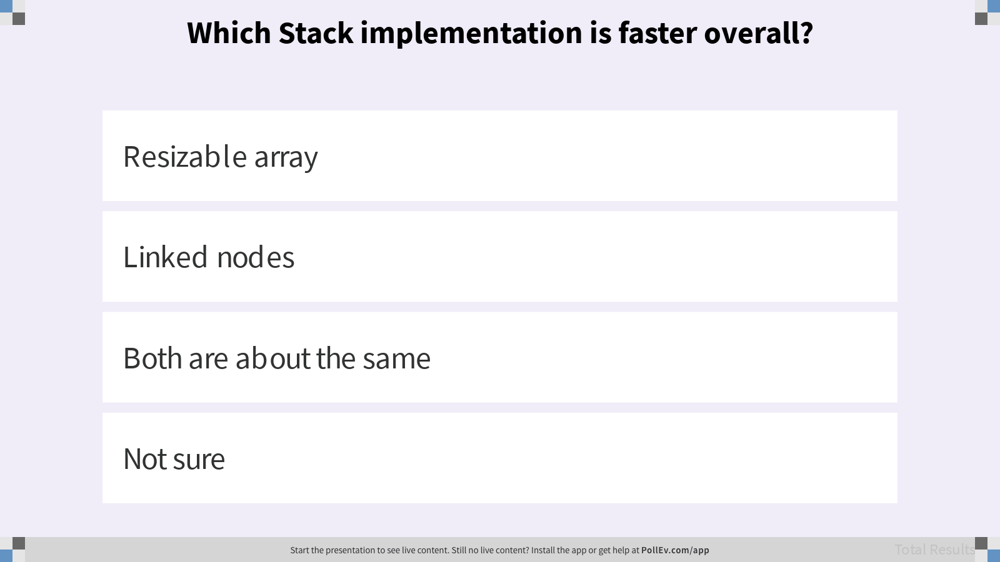 Which Stack implementation is faster overall?
Resizable array
Linked nodes
Both are about the same
Not sure
Start the presentation to see live content. Still no live content? Install the app or get help at PollEv.com/app
Total Results